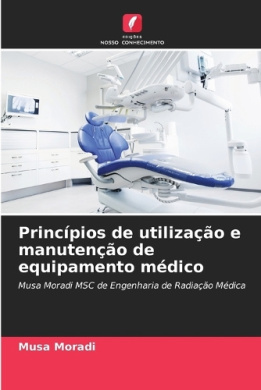 edições
NOSSO CONHECIMENTO
Princípios de utilização e
manutenção de
equipamento médico
Musa Moradi MSC de Engenharia de Radiação Médica
Musa Moradi